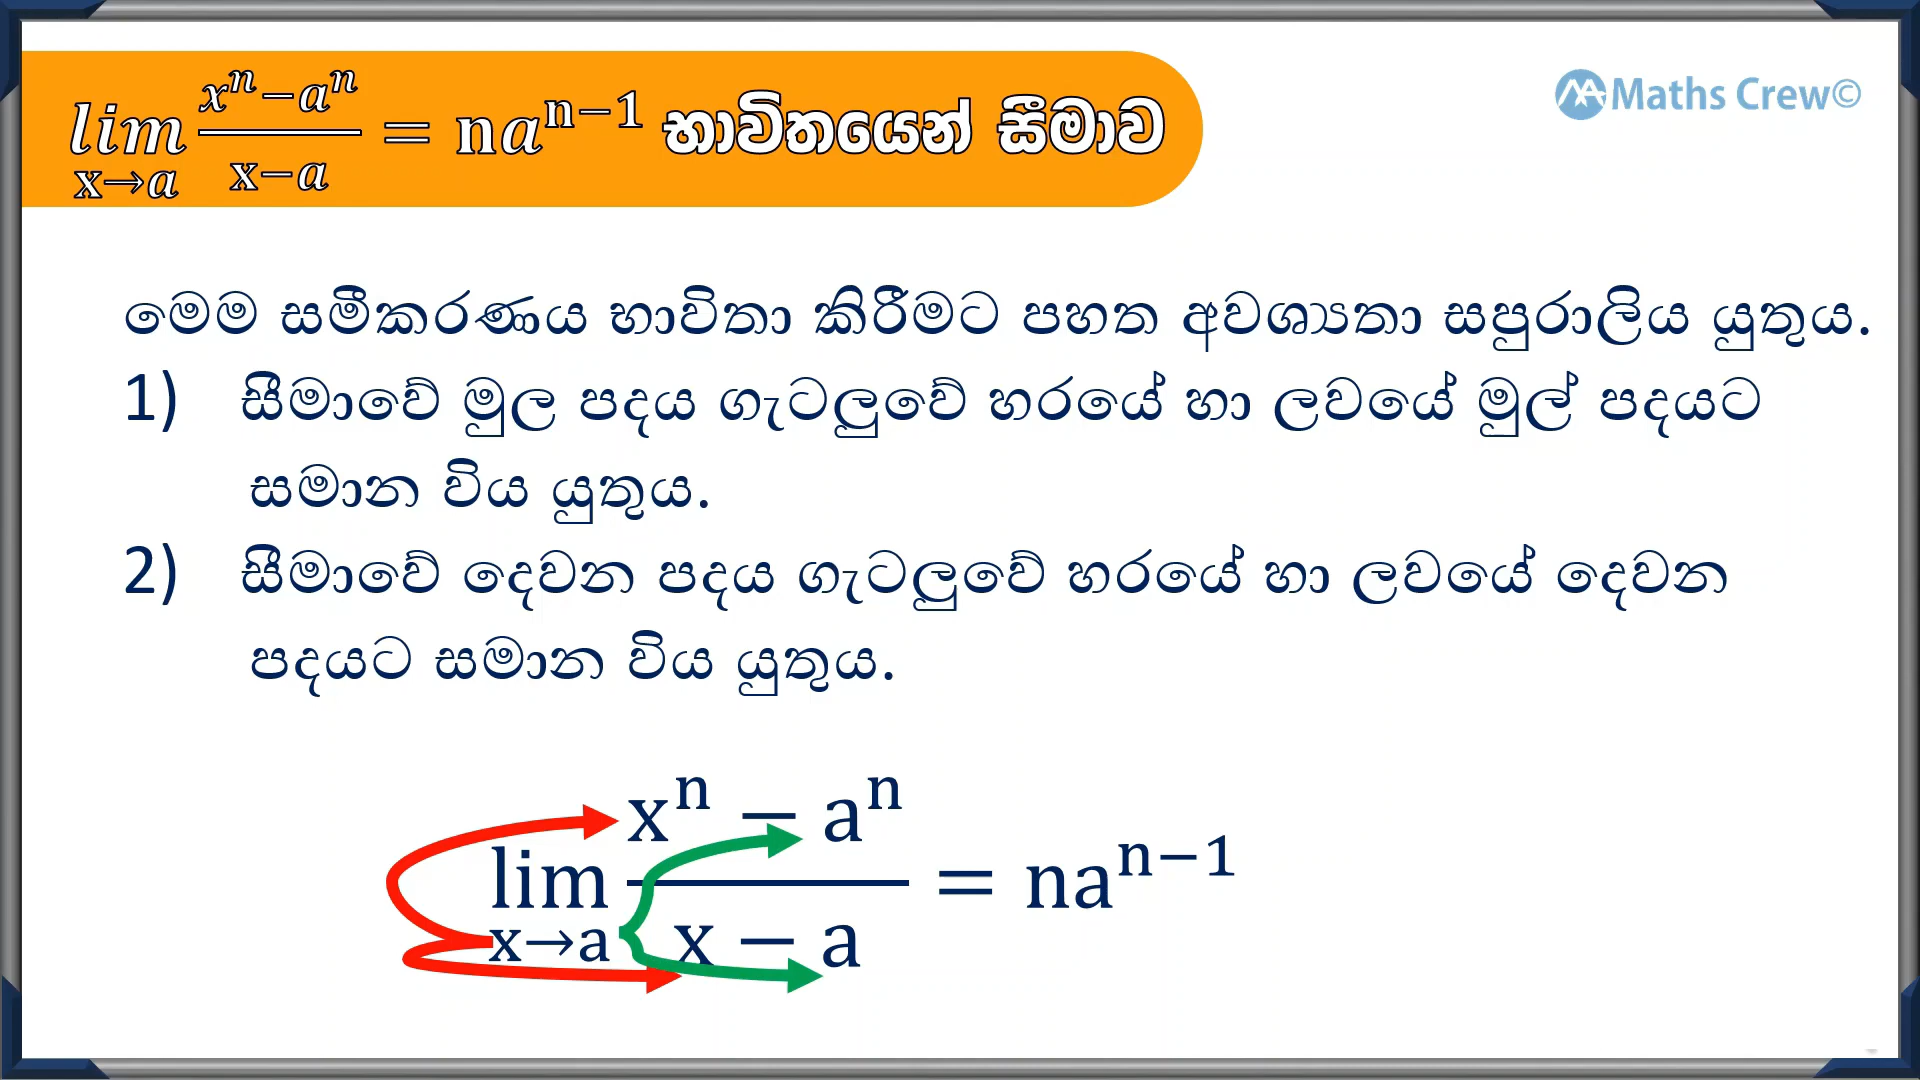 lim x→a (xⁿ−aⁿ)/(x−a) = naⁿ⁻¹ භාවිතයෙන් සීමාව
Maths Crew©
මෙම සමීකරණය භාවිතා කිරීමට පහත අවශ්‍යතා සපුරාලිය යුතුය.
1) සීමාවේ මුල පදය ගැටලුවේ හරයේ හා ලවයේ මුල් පදයට
සමාන විය යුතුය.
2) සීමාවේ දෙවන පදය ගැටලුවේ හරයේ හා ලවයේ දෙවන
පදයට සමාන විය යුතුය.
lim x→a (xⁿ − aⁿ)/(x − a) = naⁿ⁻¹